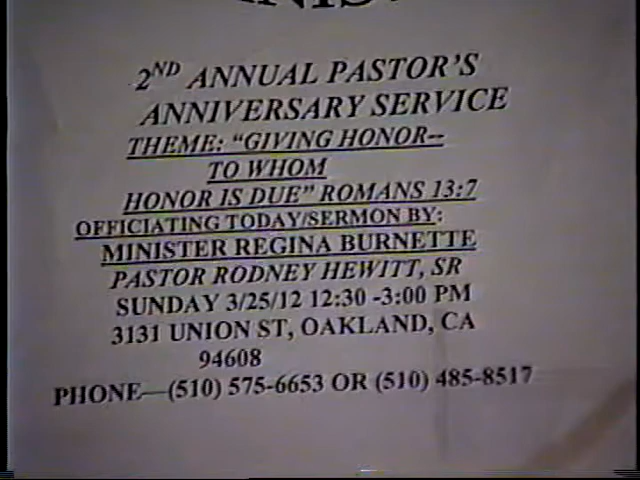 2ND ANNUAL PASTOR'S
ANNIVERSARY SERVICE
THEME: "GIVING HONOR--
TO WHOM
HONOR IS DUE" ROMANS 13:7
OFFICIATING TODAY/SERMON BY:
MINISTER REGINA BURNETTE
PASTOR RODNEY HEWITT, SR
SUNDAY 3/25/12 12:30 -3:00 PM
3131 UNION ST, OAKLAND, CA
94608
PHONE—(510) 575-6653 OR (510) 485-8517